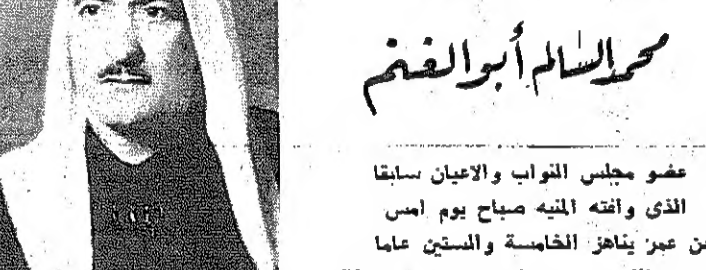 محمد السالم أبو الغنم
عضو مجلس النواب والاعيان سابقا
الذي وافته المنيه صباح يوم امس
عن عمر يناهز الخامسة والستين عاما